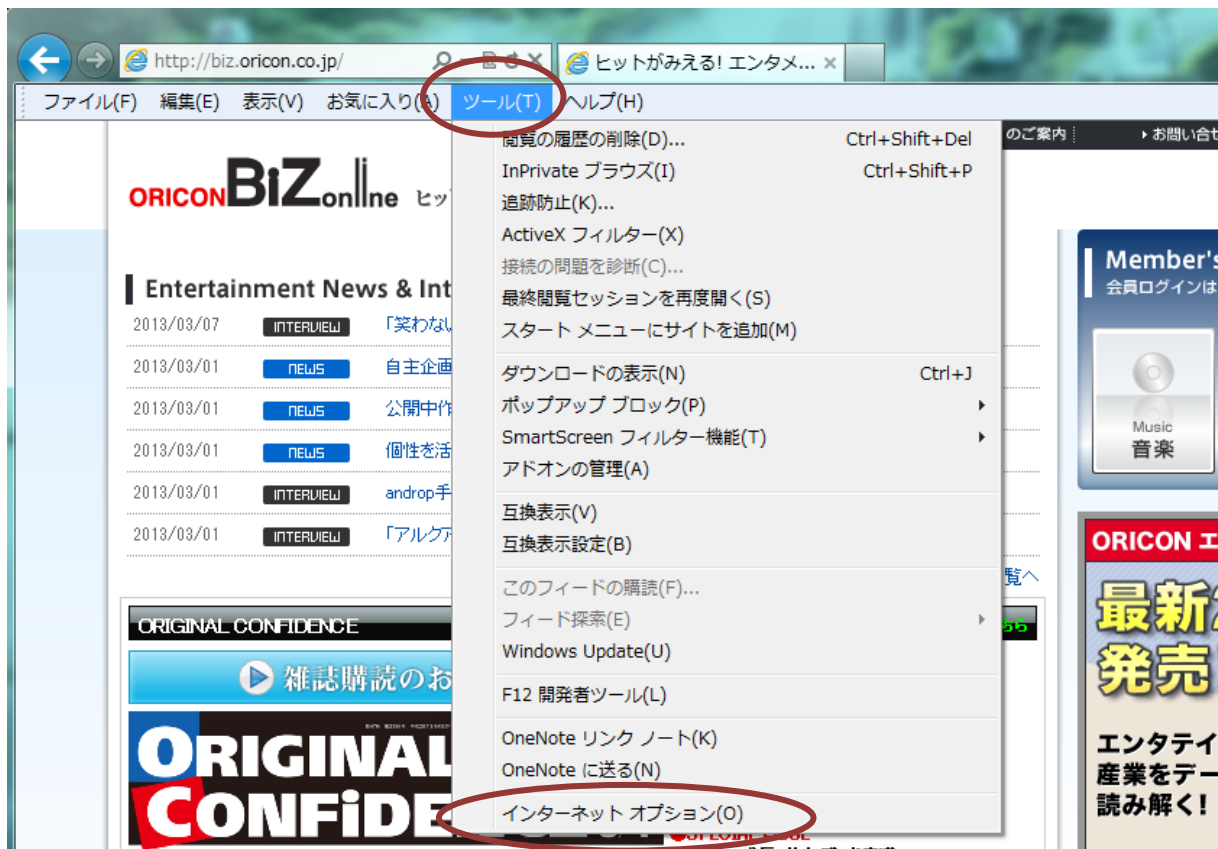 http://biz.oricon.co.jp/
ヒットがみえる! エンタメ...
ファイル(F) 編集(E) 表示(V) お気に入り(A) ツール(T) ヘルプ(H)
閲覧の履歴の削除(D)... Ctrl+Shift+Del
InPrivate ブラウズ(I) Ctrl+Shift+P
追跡防止(K)...
ActiveX フィルター(X)
接続の問題を診断(C)...
最終閲覧セッションを再度開く(S)
スタート メニューにサイトを追加(M)
ダウンロードの表示(N) Ctrl+J
ポップアップ ブロック(P)
SmartScreen フィルター機能(T)
アドオンの管理(A)
互換表示(V)
互換表示設定(B)
このフィードの購読(F)...
フィード探索(E)
Windows Update(U)
F12 開発者ツール(L)
OneNote リンク ノート(K)
OneNote に送る(N)
インターネット オプション(O)
のご案内
お問い合せ
ORICON BiZ online ヒッ
Entertainment News & Int
2013/03/07 INTERVIEW 「笑わない
2013/03/01 NEWS 自主企画
2013/03/01 NEWS 公開中作
2013/03/01 NEWS 個性を活
2013/03/01 INTERVIEW androp手
2013/03/01 INTERVIEW 「アルクア
覧へ
ORIGINAL CONFIDENCE
ちら
雑誌購読のお
ORIGINAL
CONFiDE
Member's
会員ログインは
Music
音楽
ORICON エ
最新
発売
エンタテイ
産業をデー
読み解く!